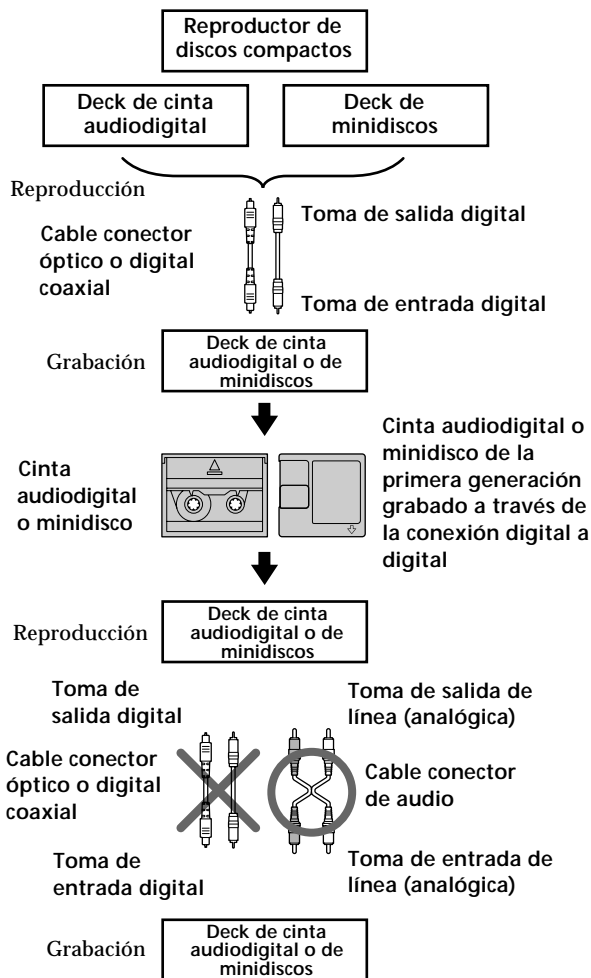 Reproductor de
discos compactos
Deck de cinta
audiodigital
Deck de
minidiscos
Reproducción
Cable conector
óptico o digital
coaxial
Toma de salida digital
Toma de entrada digital
Grabación
Deck de cinta
audiodigital o de
minidiscos
Cinta
audiodigital
o minidisco
Cinta audiodigital o
minidisco de la
primera generación
grabado a través de
la conexión digital a
digital
Reproducción
Deck de cinta
audiodigital o de
minidiscos
Toma de
salida digital
Toma de salida de
línea (analógica)
Cable conector
óptico o digital
coaxial
Cable conector
de audio
Toma de
entrada digital
Toma de entrada de
línea (analógica)
Grabación
Deck de cinta
audiodigital o de
minidiscos